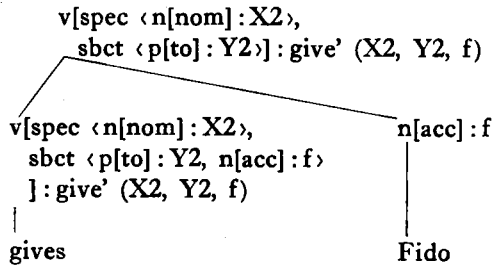 v[spec ‹n[nom] : X2›,
sbct ‹p[to] : Y2›] : give' (X2, Y2, f)
v[spec ‹n[nom] : X2›,
n[acc] : f
sbct ‹p[to] : Y2, n[acc] : f›
] : give' (X2, Y2, f)
gives
Fido